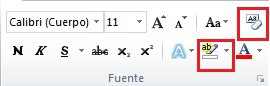 Calibri (Cuerpo) 11 A A Aa
N K S abc x₂ x² A ab A
Fuente